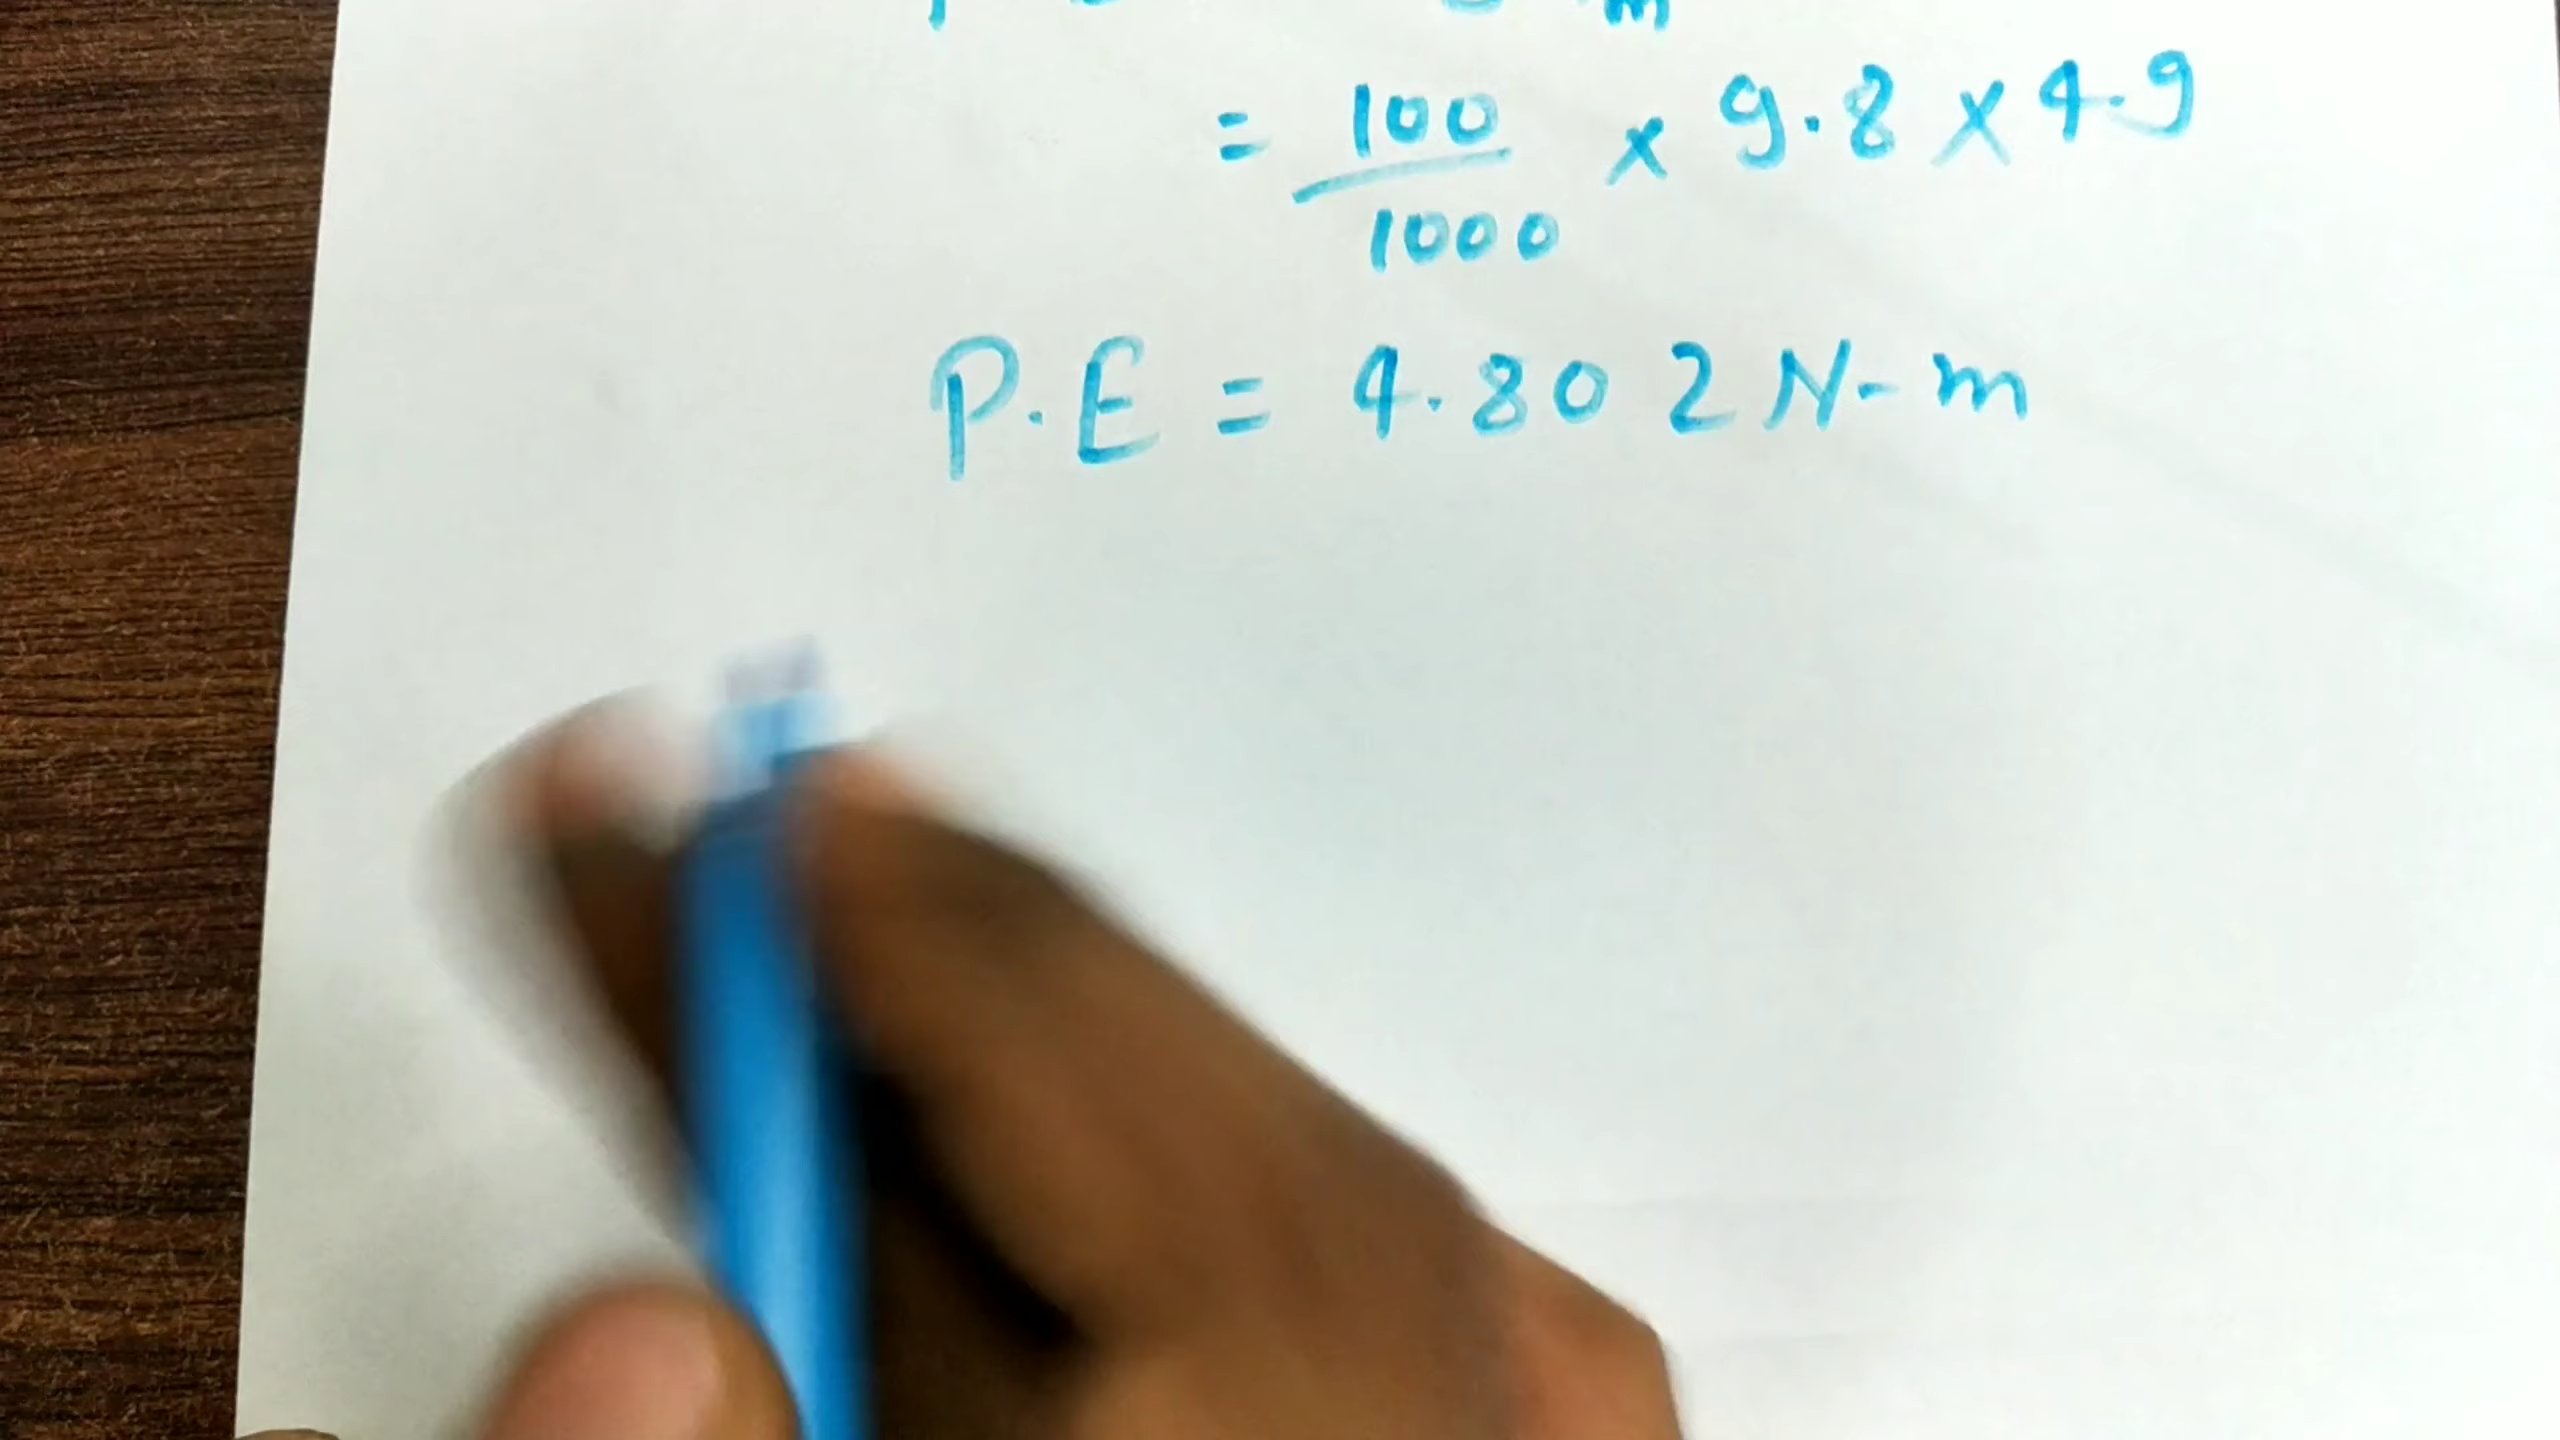 = 100/1000 × 9.8 × 4.9
P.E = 4.802 N-m